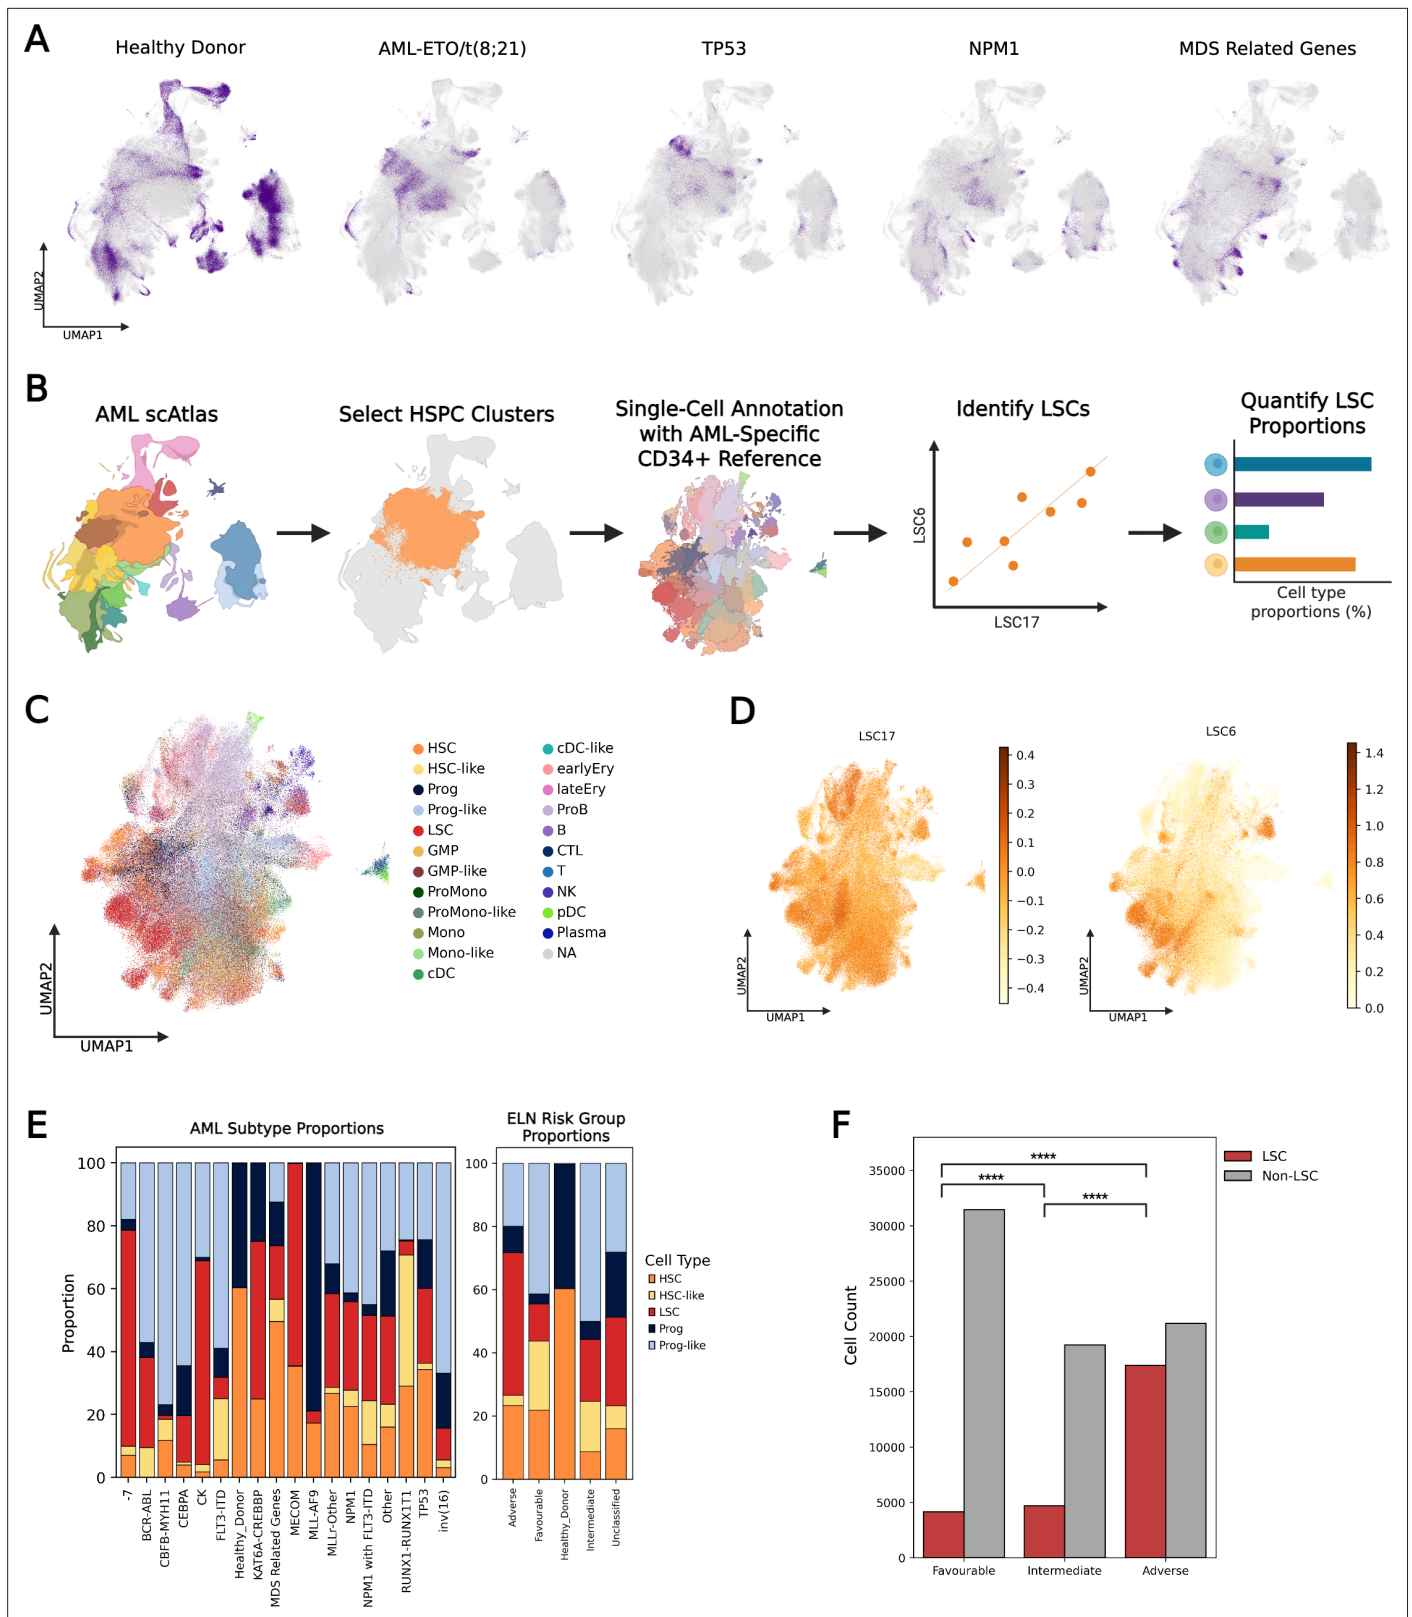 A
Healthy Donor
AML-ETO/t(8;21)
TP53
NPM1
MDS Related Genes
UMAP2
UMAP1
B
AML scAtlas
Select HSPC Clusters
Single-Cell Annotation
with AML-Specific
CD34+ Reference
Identify LSCs
Quantify LSC
Proportions
LSC6
LSC17
Cell type
proportions (%)
C
HSC
HSC-like
Prog
Prog-like
LSC
GMP
GMP-like
ProMono
ProMono-like
Mono
Mono-like
cDC
cDC-like
earlyEry
lateEry
ProB
B
CTL
T
NK
pDC
Plasma
NA
UMAP2
UMAP1
D
LSC17
0.4
0.3
0.2
0.1
0.0
−0.1
−0.2
−0.3
−0.4
UMAP2
UMAP1
LSC6
1.4
1.2
1.0
0.8
0.6
0.4
0.2
0.0
UMAP2
UMAP1
E
AML Subtype Proportions
Proportion
100
80
60
40
20
0
-7
BCR-ABL
CBFB-MYH11
CEBPA
CK
FLT3-ITD
Healthy_Donor
KAT6A-CREBBP
MDS Related Genes
MECOM
MLL-AF9
MLLr-Other
NPM1
NPM1 with FLT3-ITD
Other
RUNX1-RUNX1T1
TP53
inv(16)
ELN Risk Group
Proportions
100
80
60
40
20
0
Adverse
Favourable
Healthy_Donor
Intermediate
Unclassified
Cell Type
HSC
HSC-like
LSC
Prog
Prog-like
F
Cell Count
35000
30000
25000
20000
15000
10000
5000
0
****
****
****
Favourable
Intermediate
Adverse
LSC
Non-LSC